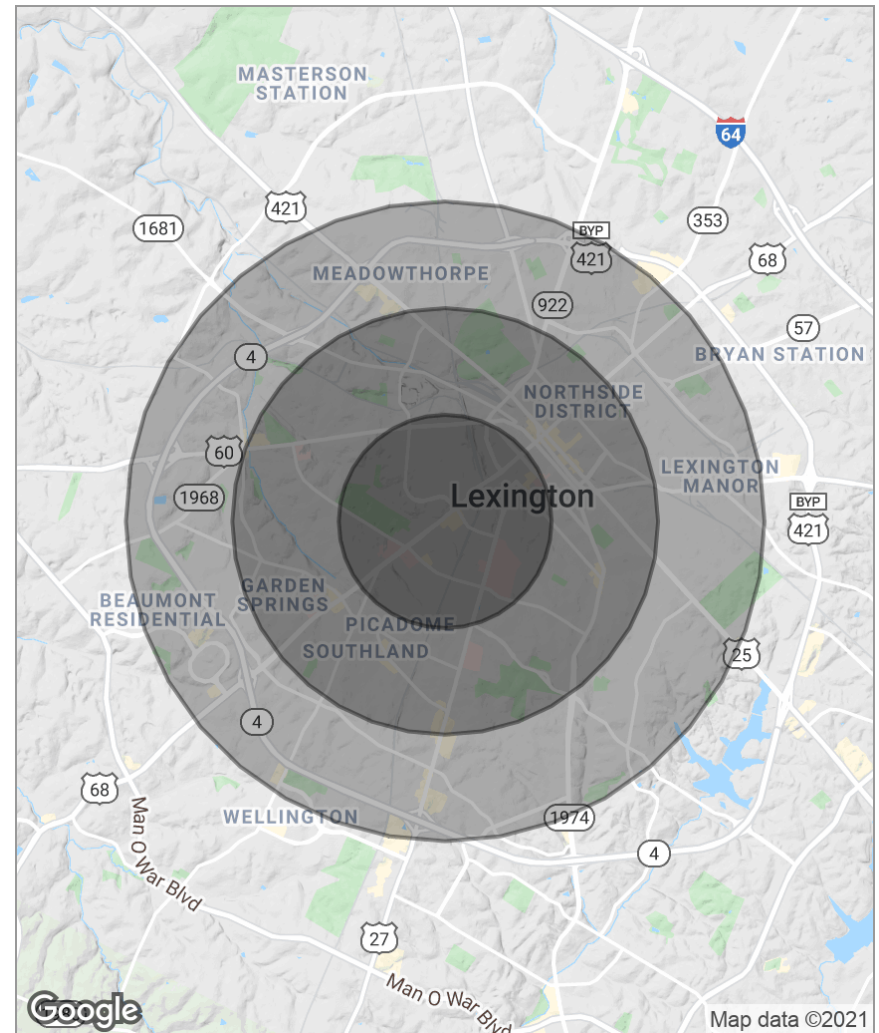 MASTERSON
STATION
64
421
1681
353
BYP
421
68
MEADOWTHORPE
922
57
BRYAN STATION
4
NORTHSIDE
DISTRICT
60
LEXINGTON
MANOR
1968
Lexington
BYP
421
GARDEN
SPRINGS
BEAUMONT
RESIDENTIAL
PICADOME
SOUTHLAND
25
4
68
WELLINGTON
1974
Man O War Blvd
4
27
Man O War Blvd
Google
Map data ©2021